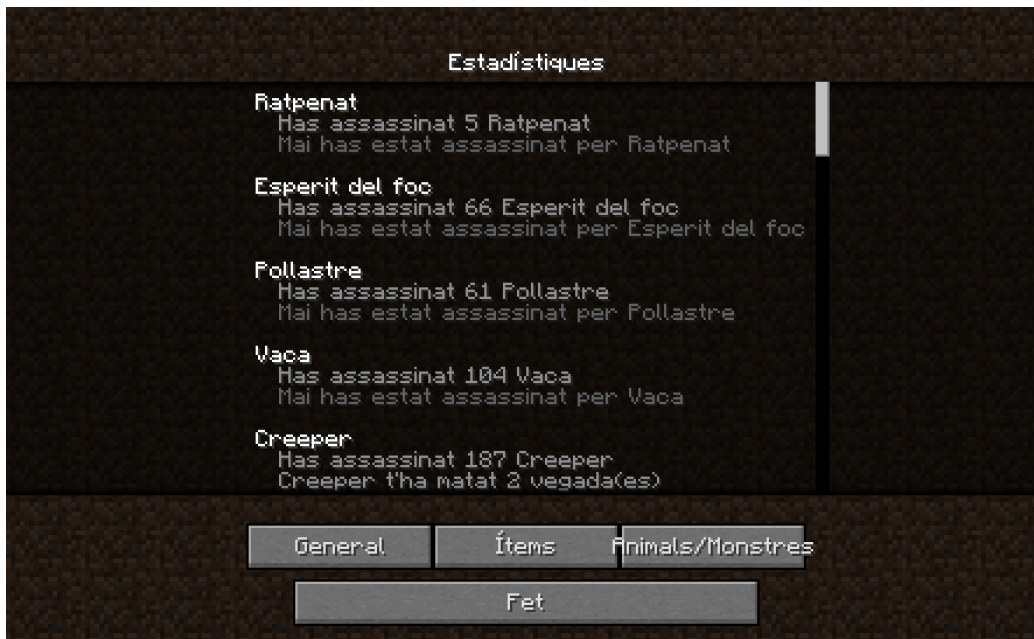 Estadístiques
Ratpenat
Has assassinat 5 Ratpenat
Mai has estat assassinat per Ratpenat
Esperit del foc
Has assassinat 66 Esperit del foc
Mai has estat assassinat per Esperit del foc
Pollastre
Has assassinat 61 Pollastre
Mai has estat assassinat per Pollastre
Vaca
Has assassinat 104 Vaca
Mai has estat assassinat per Vaca
Creeper
Has assassinat 187 Creeper
Creeper t'ha matat 2 vegada(es)
General Ítems Animals/Monstres
Fet